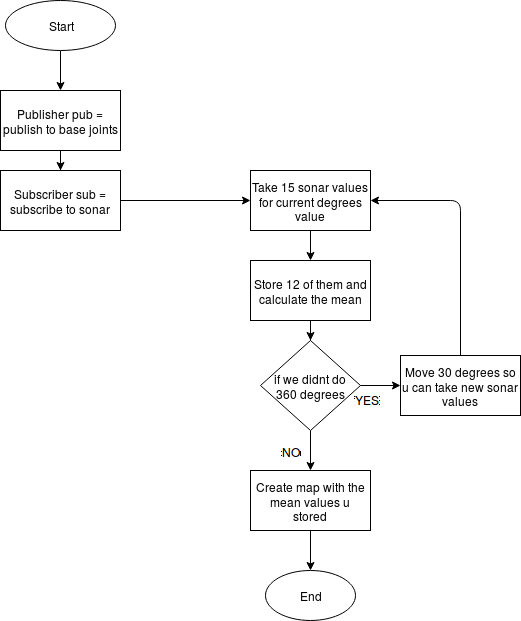 Start
Publisher pub =
publish to base joints
Subscriber sub =
subscribe to sonar
Take 15 sonar values
for current degrees
value
Store 12 of them and
calculate the mean
if we didnt do
360 degrees
YES
Move 30 degrees so
u can take new sonar
values
NO
Create map with the
mean values u
stored
End